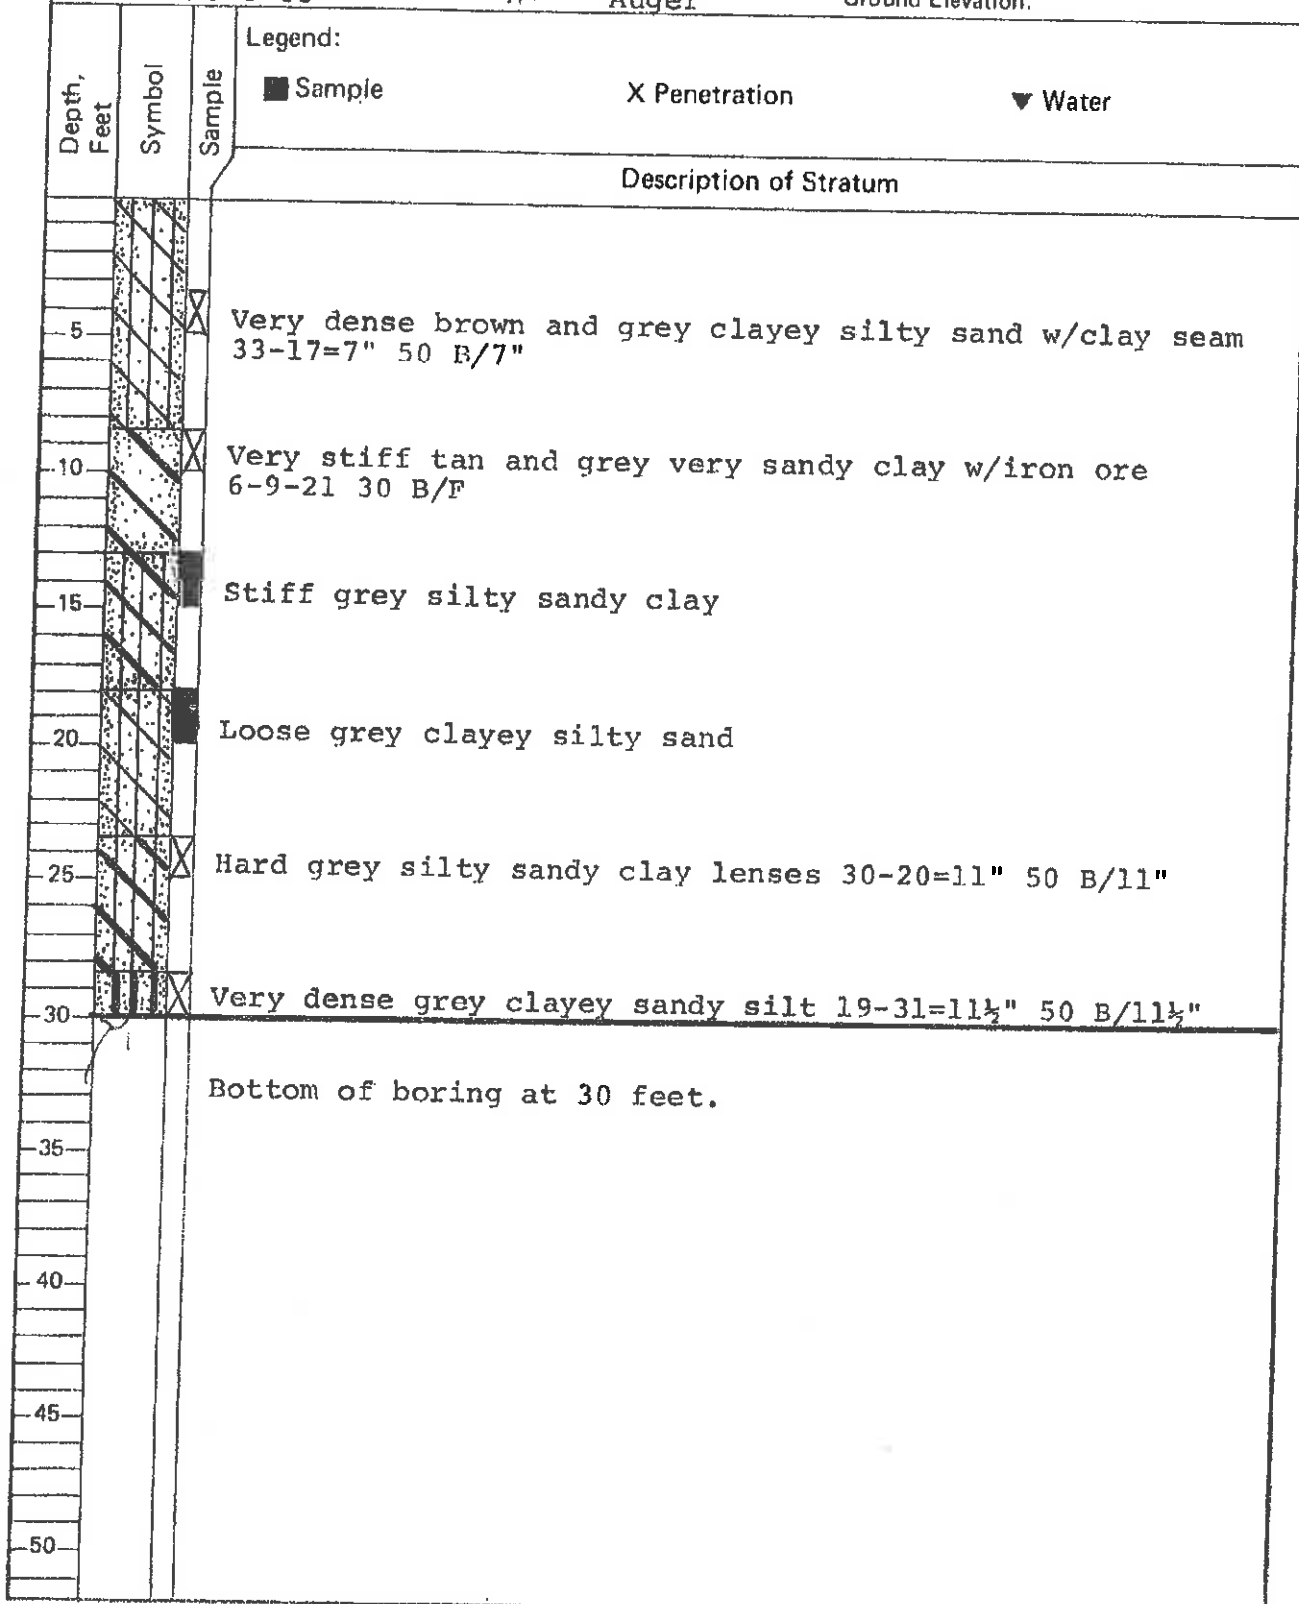 Auger
Ground Elevation:
Legend:
Depth, Feet
Symbol
Sample
■ Sample X Penetration ▼ Water
Description of Stratum
5
Very dense brown and grey clayey silty sand w/clay seam
33-17=7" 50 B/7"
10
Very stiff tan and grey very sandy clay w/iron ore
6-9-21 30 B/F
15
Stiff grey silty sandy clay
20
Loose grey clayey silty sand
25
Hard grey silty sandy clay lenses 30-20=11" 50 B/11"
30
Very dense grey clayey sandy silt 19-31=11½" 50 B/11½"
Bottom of boring at 30 feet.
35
40
45
50